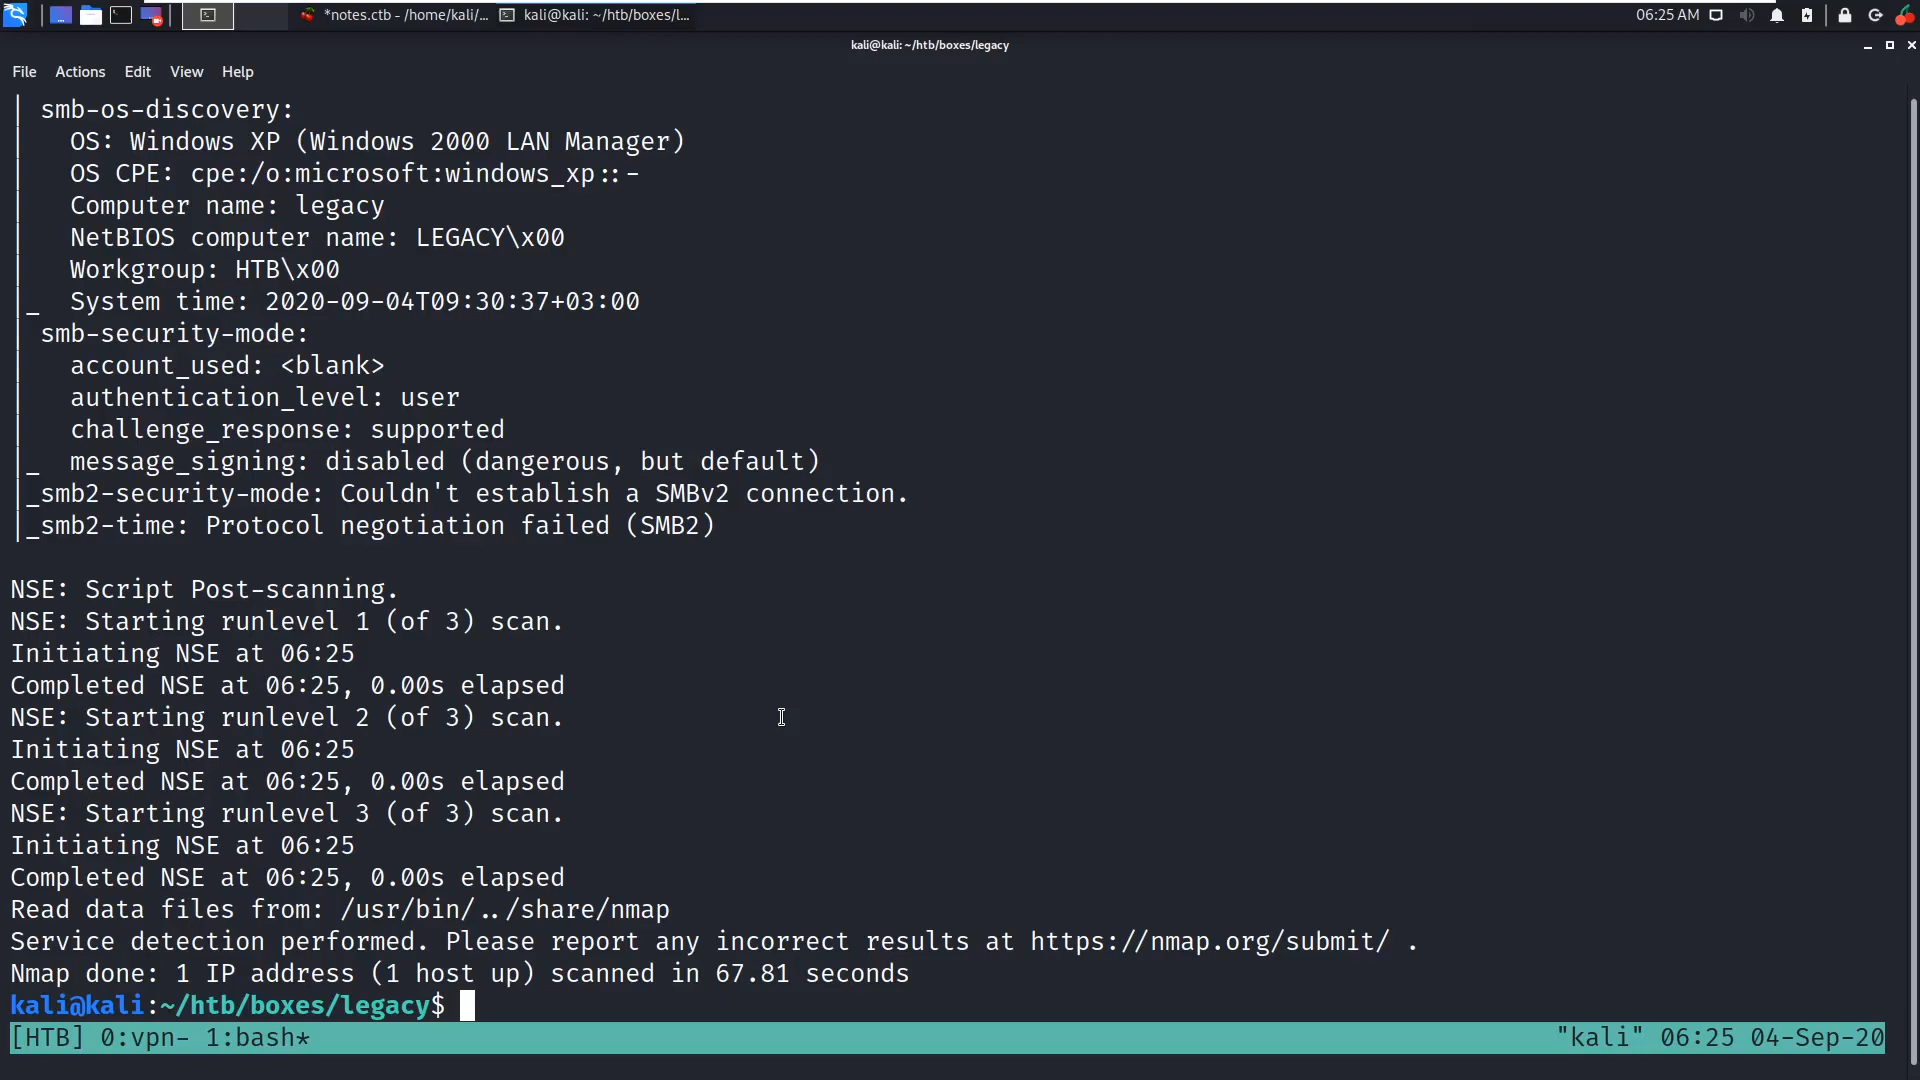 *notes.ctb - /home/kali/...
kali@kali: ~/htb/boxes/l...
06:25 AM
kali@kali: ~/htb/boxes/legacy
File Actions Edit View Help
| smb-os-discovery:
|   OS: Windows XP (Windows 2000 LAN Manager)
|   OS CPE: cpe:/o:microsoft:windows_xp::-
|   Computer name: legacy
|   NetBIOS computer name: LEGACY\x00
|   Workgroup: HTB\x00
|_  System time: 2020-09-04T09:30:37+03:00
| smb-security-mode:
|   account_used: <blank>
|   authentication_level: user
|   challenge_response: supported
|_  message_signing: disabled (dangerous, but default)
|_smb2-security-mode: Couldn't establish a SMBv2 connection.
|_smb2-time: Protocol negotiation failed (SMB2)
NSE: Script Post-scanning.
NSE: Starting runlevel 1 (of 3) scan.
Initiating NSE at 06:25
Completed NSE at 06:25, 0.00s elapsed
NSE: Starting runlevel 2 (of 3) scan.
Initiating NSE at 06:25
Completed NSE at 06:25, 0.00s elapsed
NSE: Starting runlevel 3 (of 3) scan.
Initiating NSE at 06:25
Completed NSE at 06:25, 0.00s elapsed
Read data files from: /usr/bin/../share/nmap
Service detection performed. Please report any incorrect results at https://nmap.org/submit/ .
Nmap done: 1 IP address (1 host up) scanned in 67.81 seconds
kali@kali:~/htb/boxes/legacy$
[HTB] 0:vpn- 1:bash* "kali" 06:25 04-Sep-20